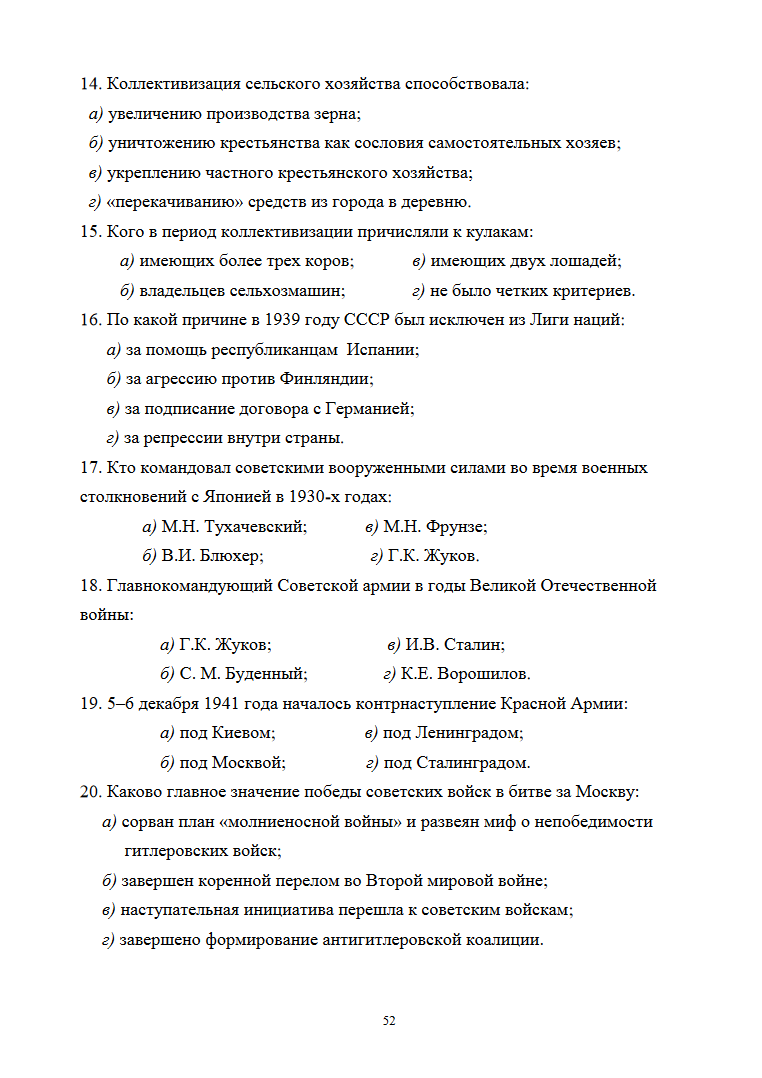 14. Коллективизация сельского хозяйства способствовала:
а) увеличению производства зерна;
б) уничтожению крестьянства как сословия самостоятельных хозяев;
в) укреплению частного крестьянского хозяйства;
г) «перекачиванию» средств из города в деревню.
15. Кого в период коллективизации причисляли к кулакам:
а) имеющих более трех коров; в) имеющих двух лошадей;
б) владельцев сельхозмашин; г) не было четких критериев.
16. По какой причине в 1939 году СССР был исключен из Лиги наций:
а) за помощь республиканцам Испании;
б) за агрессию против Финляндии;
в) за подписание договора с Германией;
г) за репрессии внутри страны.
17. Кто командовал советскими вооруженными силами во время военных
столкновений с Японией в 1930-х годах:
а) М.Н. Тухачевский; в) М.Н. Фрунзе;
б) В.И. Блюхер; г) Г.К. Жуков.
18. Главнокомандующий Советской армии в годы Великой Отечественной
войны:
а) Г.К. Жуков; в) И.В. Сталин;
б) С. М. Буденный; г) К.Е. Ворошилов.
19. 5–6 декабря 1941 года началось контрнаступление Красной Армии:
а) под Киевом; в) под Ленинградом;
б) под Москвой; г) под Сталинградом.
20. Каково главное значение победы советских войск в битве за Москву:
а) сорван план «молниеносной войны» и развеян миф о непобедимости
гитлеровских войск;
б) завершен коренной перелом во Второй мировой войне;
в) наступательная инициатива перешла к советским войскам;
г) завершено формирование антигитлеровской коалиции.
52